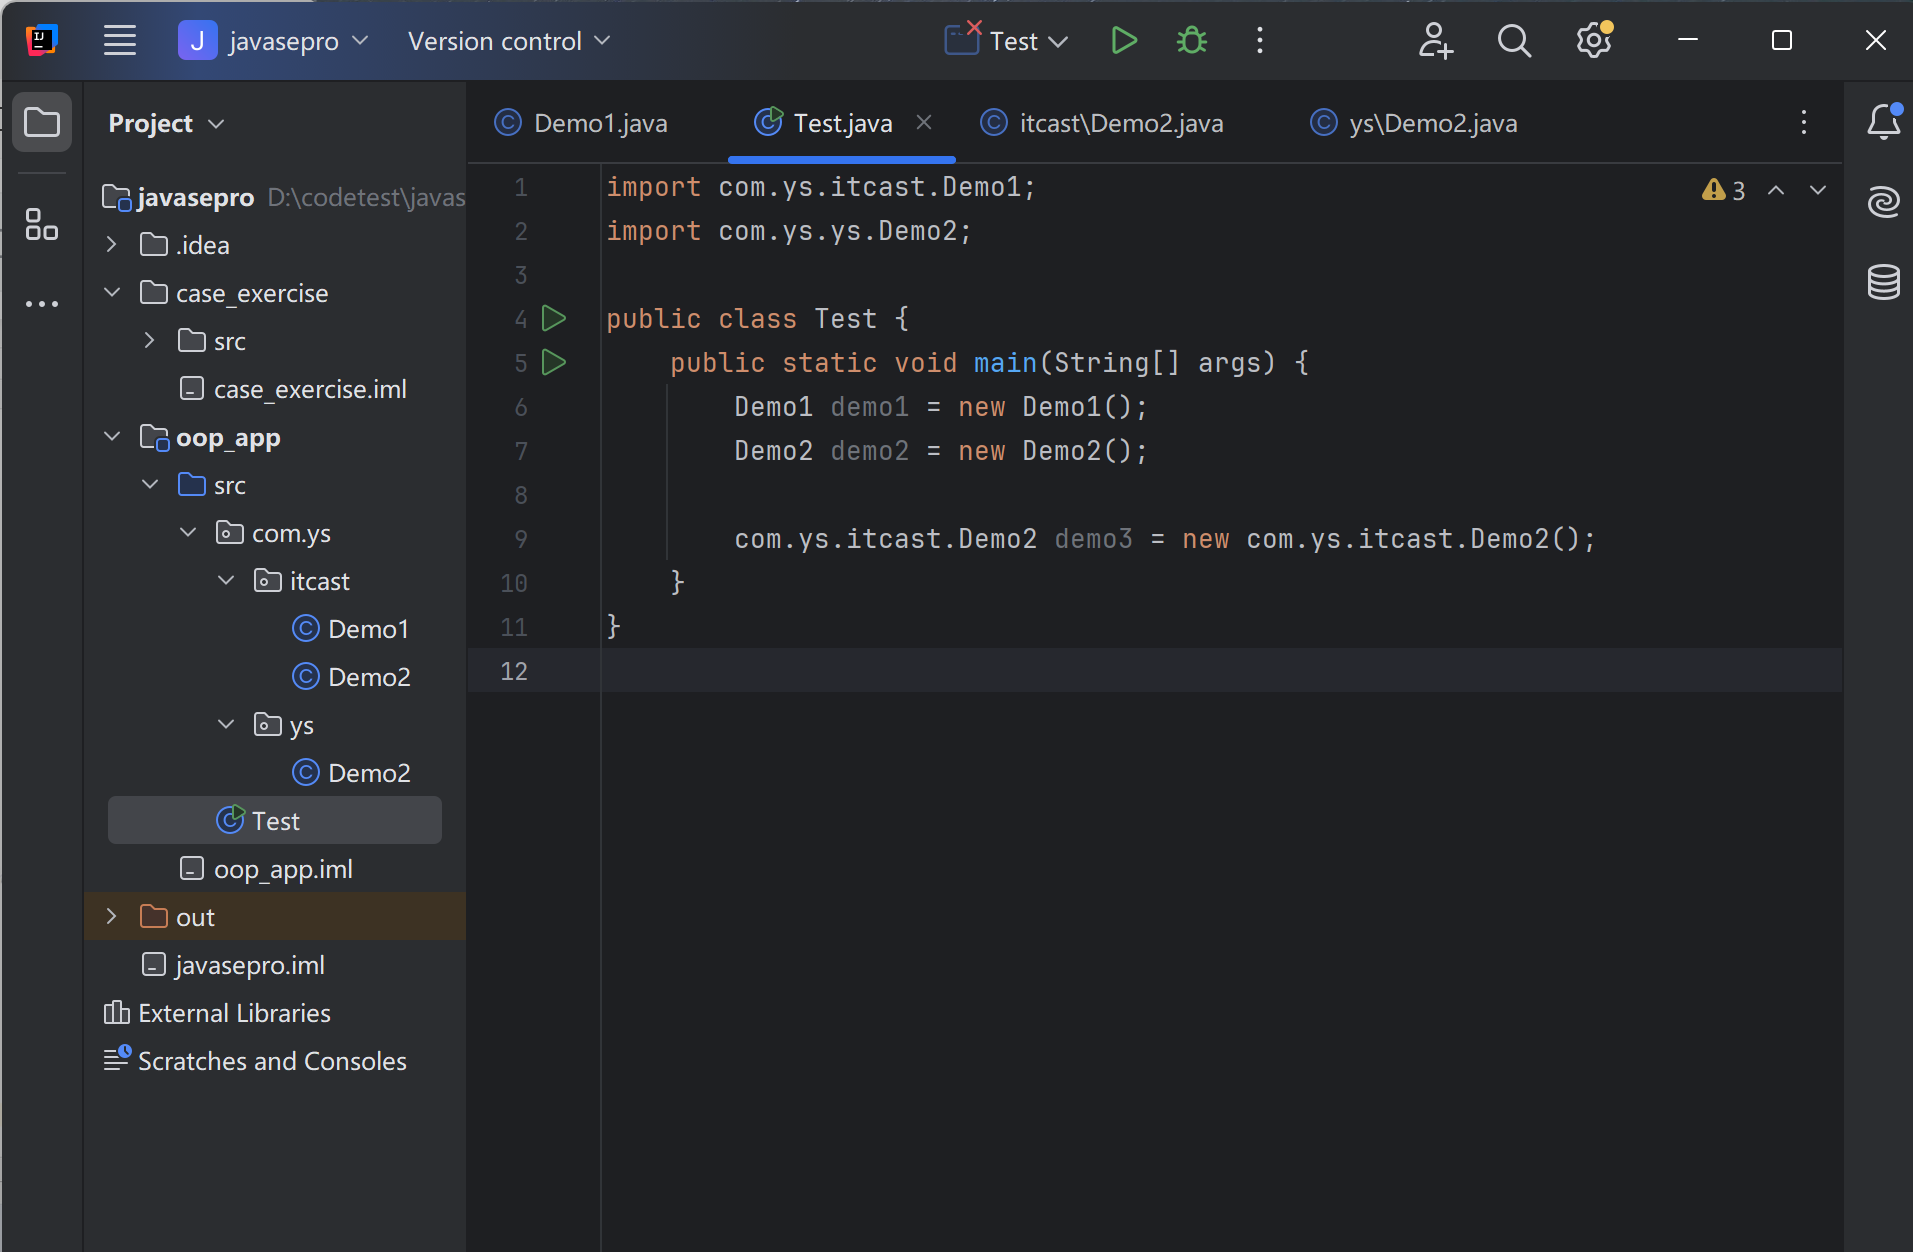 J javasepro Version control Test
Project
Demo1.java Test.java itcast\Demo2.java ys\Demo2.java
javasepro D:\codetest\javas
.idea
case_exercise
src
case_exercise.iml
oop_app
src
com.ys
itcast
Demo1
Demo2
ys
Demo2
Test
oop_app.iml
out
javasepro.iml
External Libraries
Scratches and Consoles
1 import com.ys.itcast.Demo1;
2 import com.ys.ys.Demo2;
3
4 public class Test {
5 public static void main(String[] args) {
6 Demo1 demo1 = new Demo1();
7 Demo2 demo2 = new Demo2();
8
9 com.ys.itcast.Demo2 demo3 = new com.ys.itcast.Demo2();
10 }
11 }
12
3